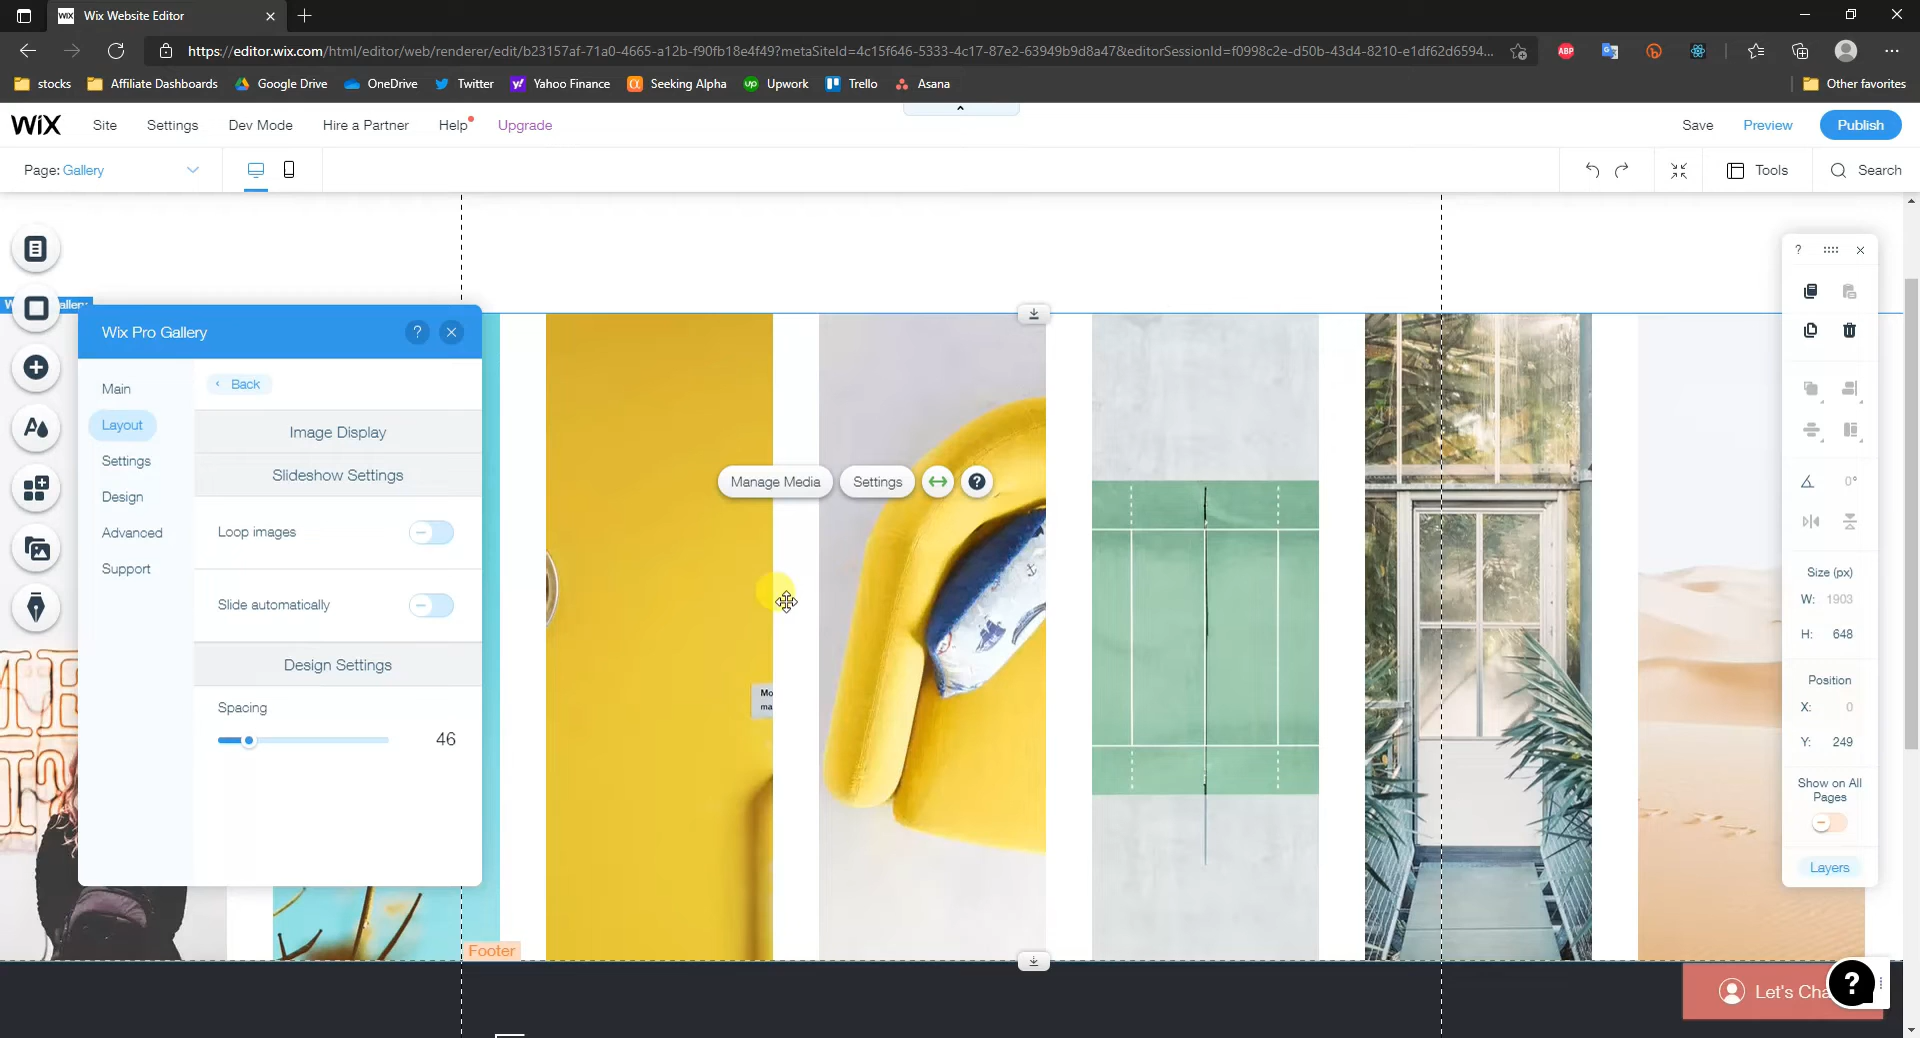 Wix Website Editor
https://editor.wix.com/html/editor/web/renderer/edit/b23157af-71a0-4665-a12b-f90fb18e4f49?metaSiteId=4c15f646-5333-4c17-87e2-63949b9d8a47&editorSessionId=f0998c2e-d50b-43d4-8210-e1df62d6594...
stocks Affiliate Dashboards Google Drive OneDrive Twitter Yahoo Finance Seeking Alpha Upwork Trello Asana Other favorites
WIX Site Settings Dev Mode Hire a Partner Help Upgrade Save Preview Publish
Page: Gallery Tools Search
Wix Pro Gallery ?
Main
Layout
Settings
Design
Advanced
Support
Back
Image Display
Slideshow Settings
Loop images
Slide automatically
Design Settings
Spacing
46
Manage Media Settings ?
Mo
ma
Footer
?
0°
Size (px)
W: 1903
H: 648
Position
X: 0
Y: 249
Show on All
Pages
Layers
Let's Cha
?